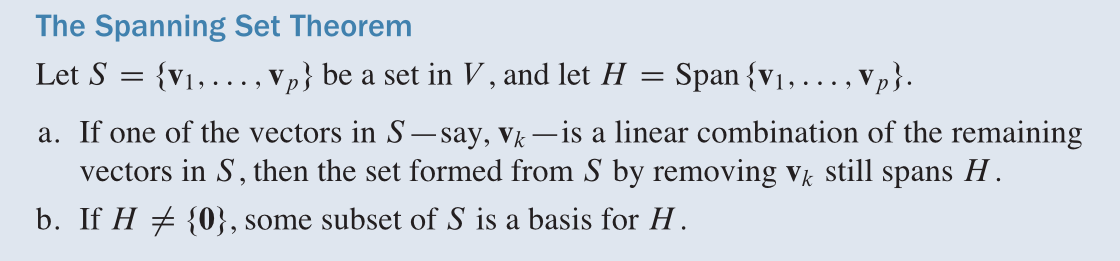 The Spanning Set Theorem
Let S = {v₁, . . . , vₚ} be a set in V, and let H = Span {v₁, . . . , vₚ}.
a. If one of the vectors in S—say, vₖ—is a linear combination of the remaining
vectors in S, then the set formed from S by removing vₖ still spans H.
b. If H ≠ {0}, some subset of S is a basis for H.